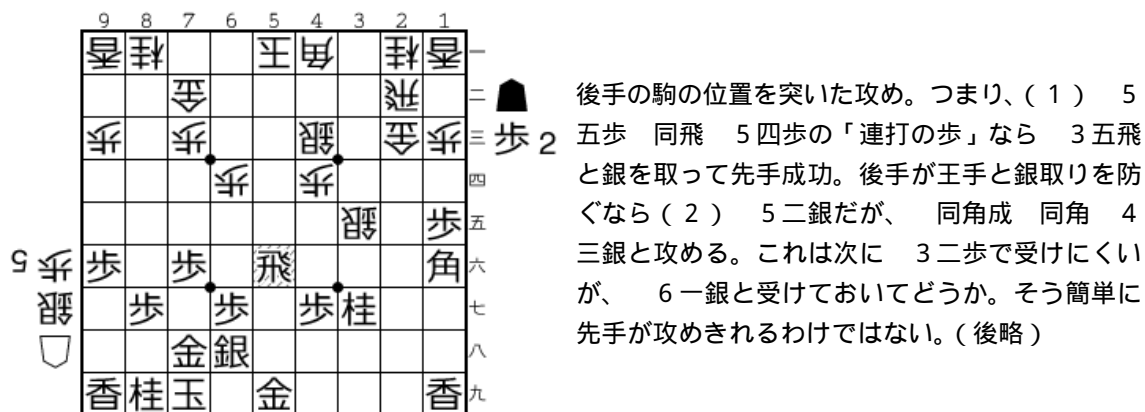 9 8 7 6 5 4 3 2 1
香 桂 王 角 桂 香 一
金 飛 二
歩 歩 銀 金 歩 三
歩 歩 四
銀 歩 五
歩 歩 飛 角 六
歩 歩 歩 桂 七
金 銀 八
香 桂 玉 金 香 九
歩 2
歩 5
銀
後手の駒の位置を突いた攻め。つまり、(1) 5
五歩 同飛 5四歩の「連打の歩」なら 3五飛
と銀を取って先手成功。後手が王手と銀取りを防
ぐなら(2) 5二銀だが、 同角成 同角 4
三銀と攻める。これは次に 3二歩で受けにくい
が、 6一銀と受けておいてどうか。そう簡単に
先手が攻めきれるわけではない。(後略)